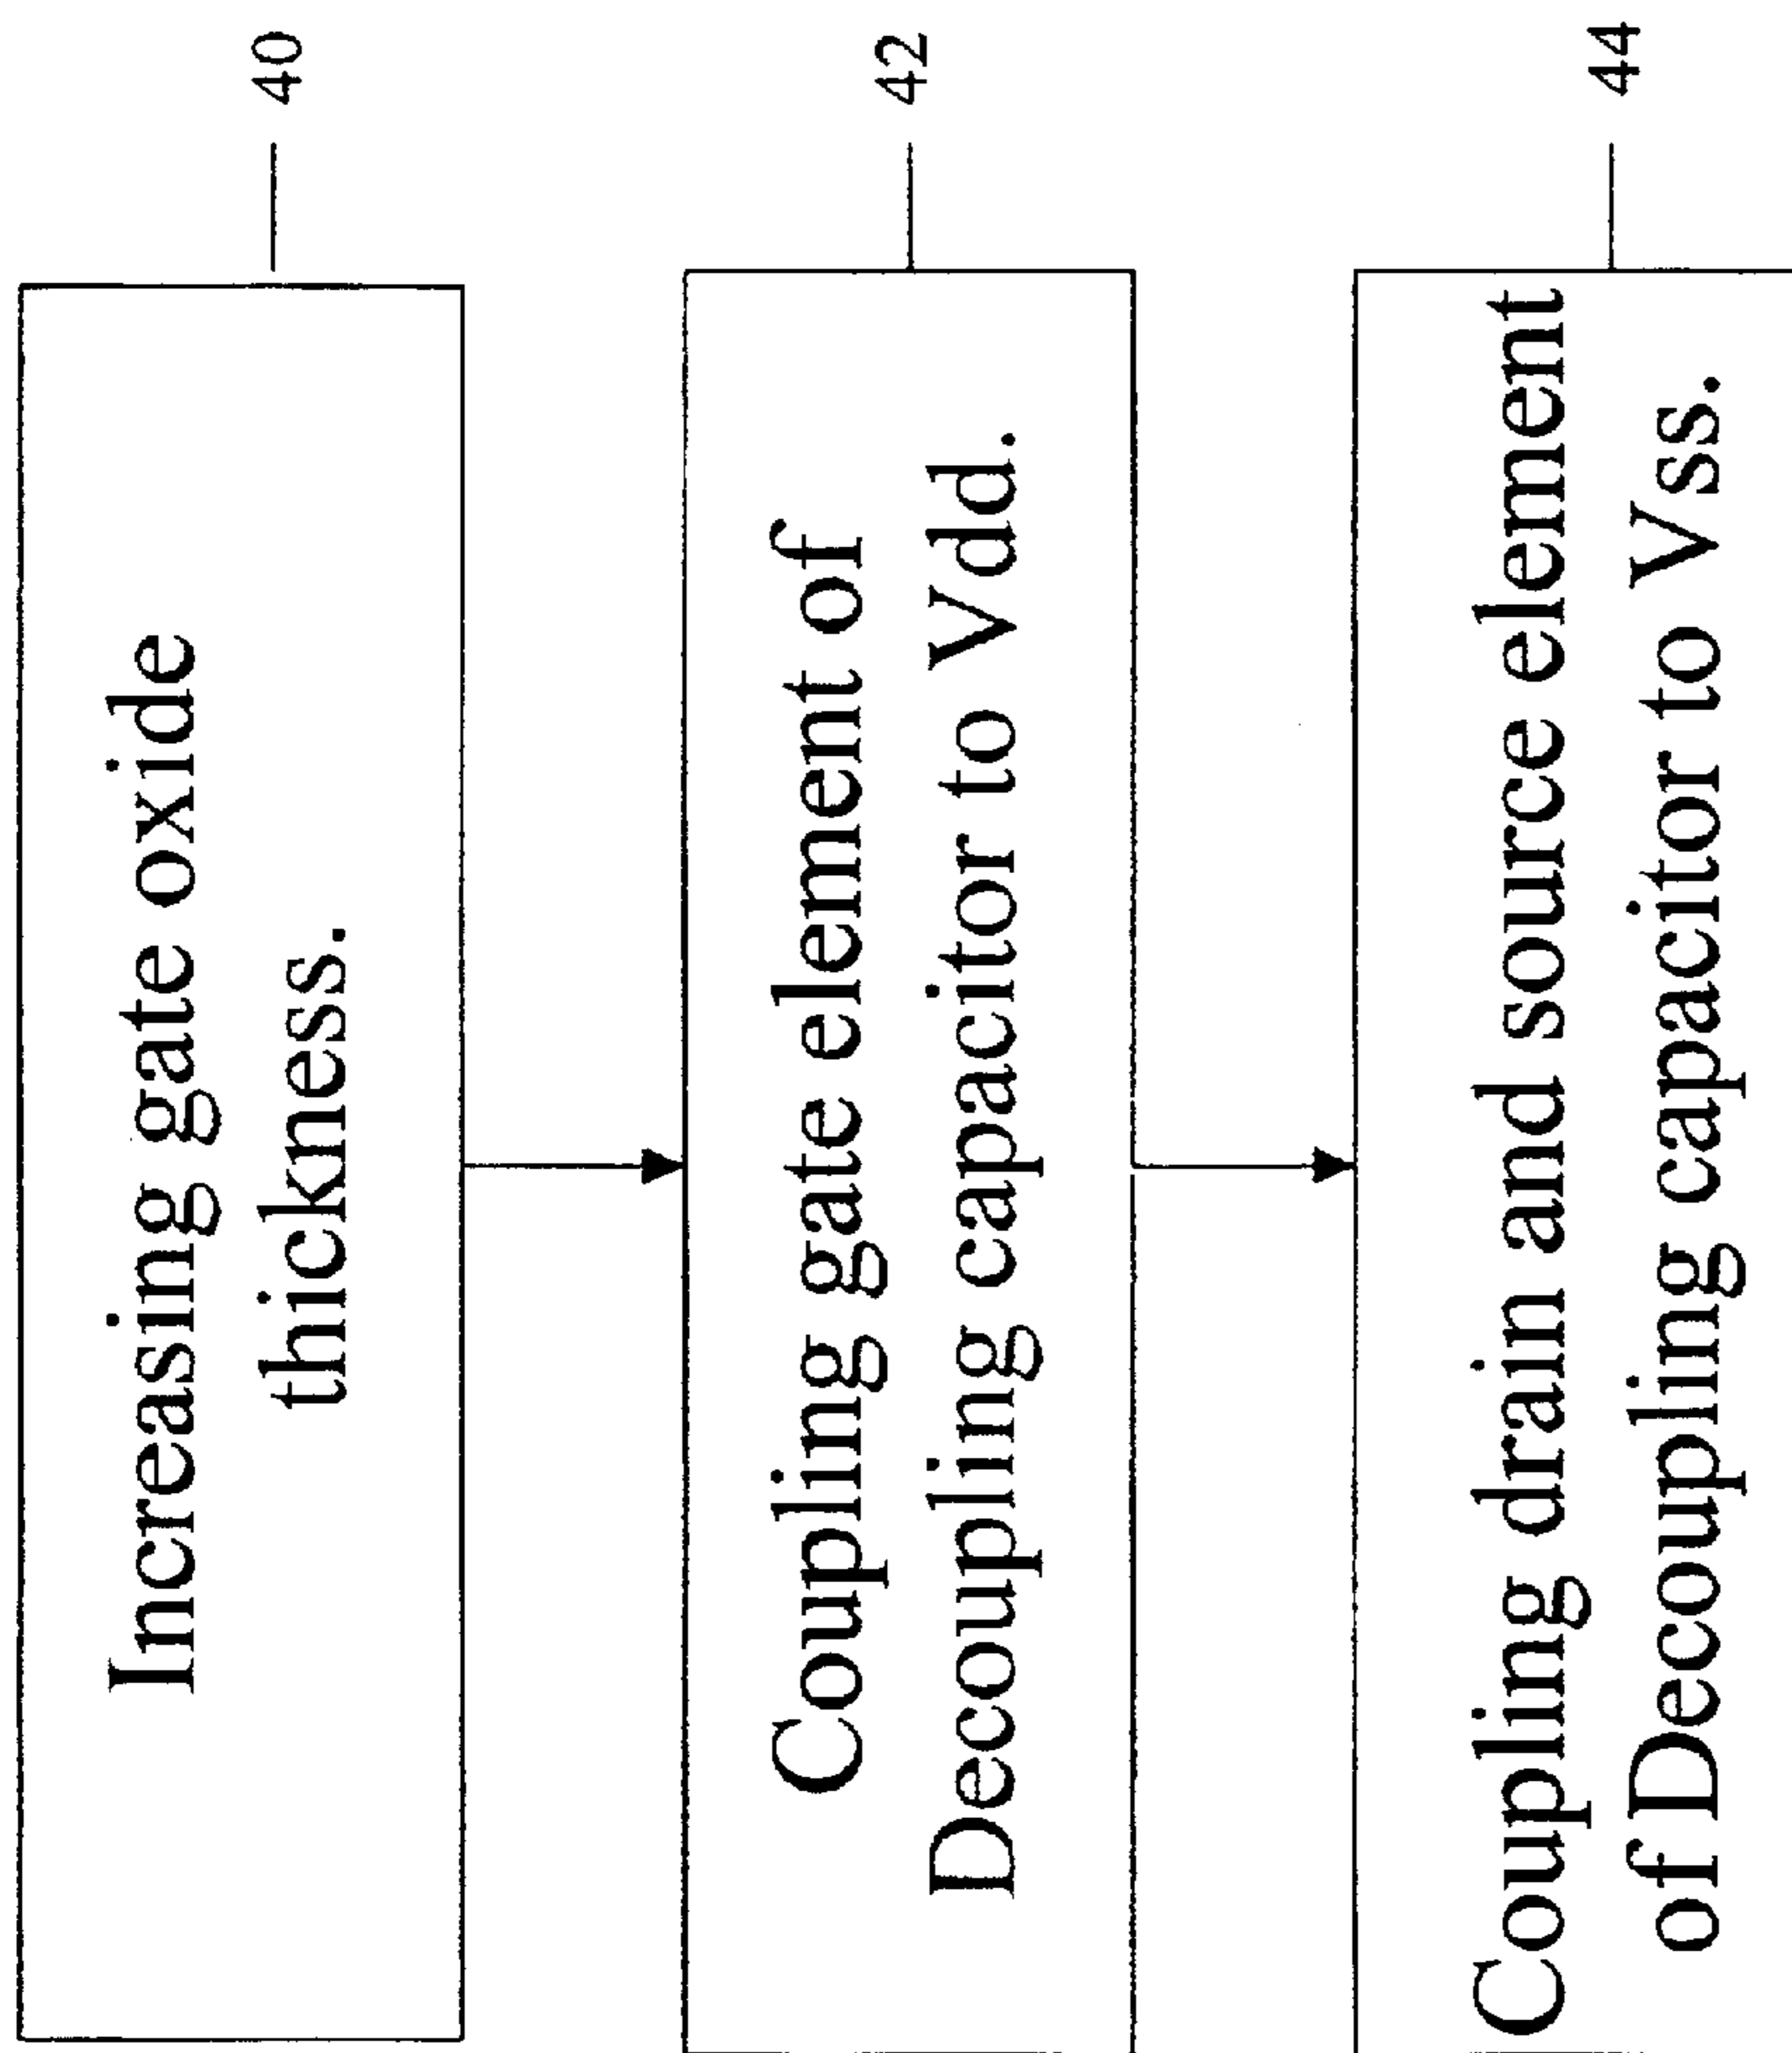 Increasing gate oxide
thickness.
40
Coupling gate element of
Decoupling capacitor to Vdd.
42
Coupling drain and source element
of Decoupling capacitor to Vss.
44